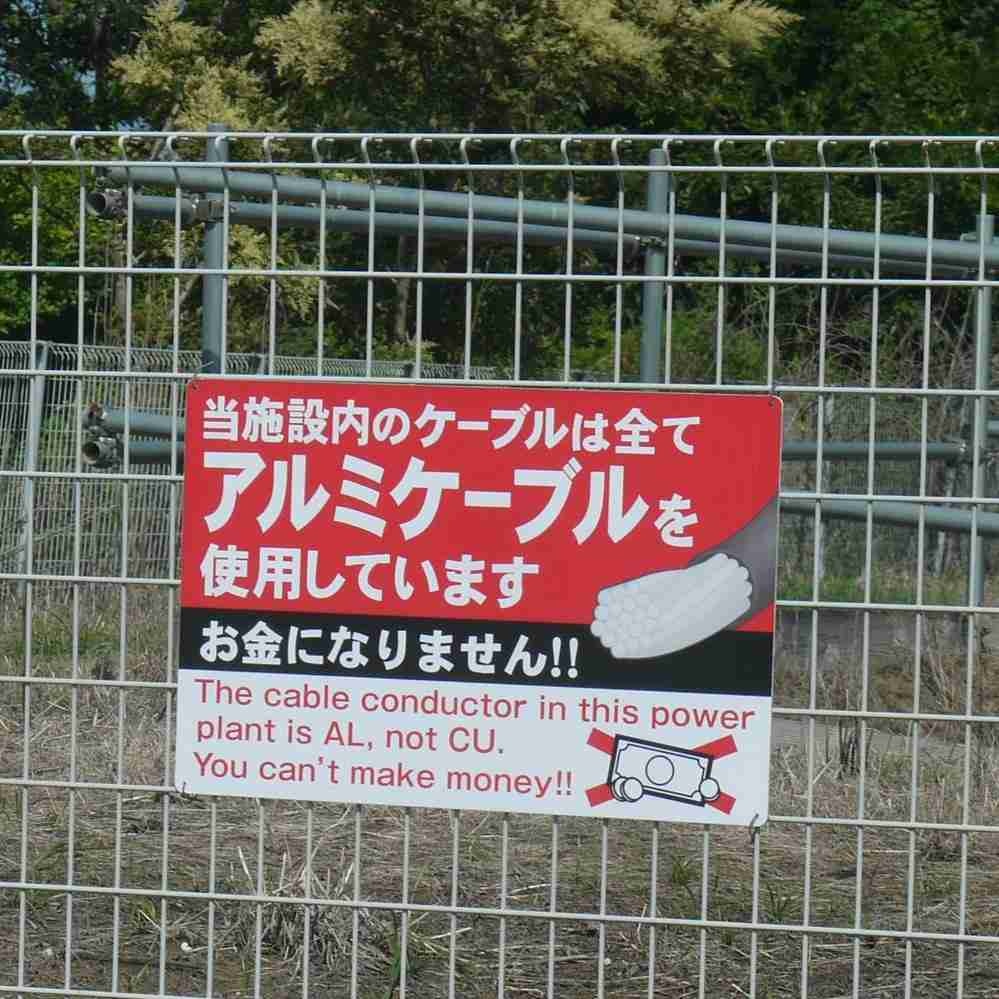 当施設内のケーブルは全て
アルミケーブルを
使用しています
お金になりません!!
The cable conductor in this power
plant is AL, not CU.
You can't make money!!